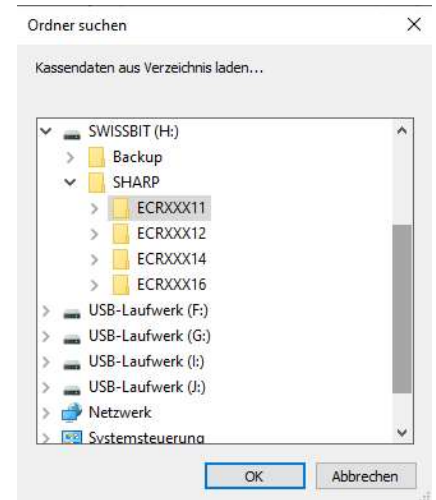 Ordner suchen
Kassendaten aus Verzeichnis laden...
SWISSBIT (H:)
Backup
SHARP
ECRXXX11
ECRXXX12
ECRXXX14
ECRXXX16
USB-Laufwerk (F:)
USB-Laufwerk (G:)
USB-Laufwerk (I:)
USB-Laufwerk (J:)
Netzwerk
Systemsteuerung
OK Abbrechen